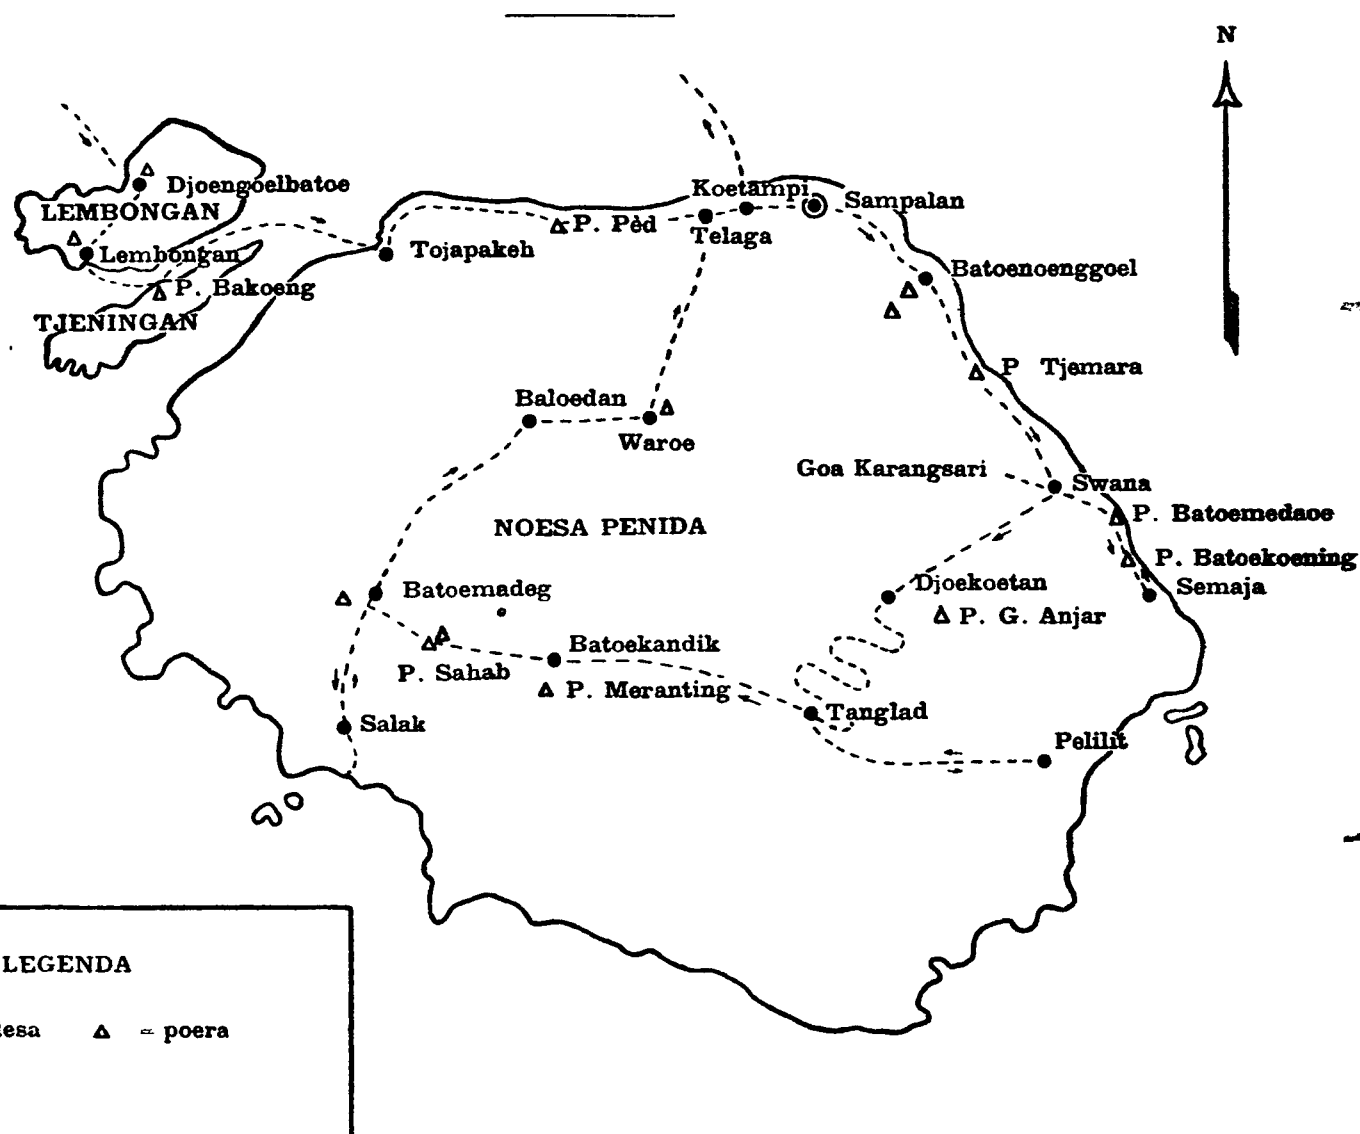 N
Djoengoelbatoe
LEMBONGAN
Koetampi
Sampalan
P. Pèd
Telaga
Lembongan
Tojapakeh
P. Bakoeng
Batoenoenggoel
TJENINGAN
P Tjemara
Baloedan
Waroe
Goa Karangsari
Swana
P. Batoemedaoe
NOESA PENIDA
P. Batoekoening
Djoekoetan
Semaja
Batoemadeg
P. G. Anjar
Batoekandik
P. Sahab
P. Meranting
Salak
Tanglad
Pelilit
LEGENDA
esa = poera